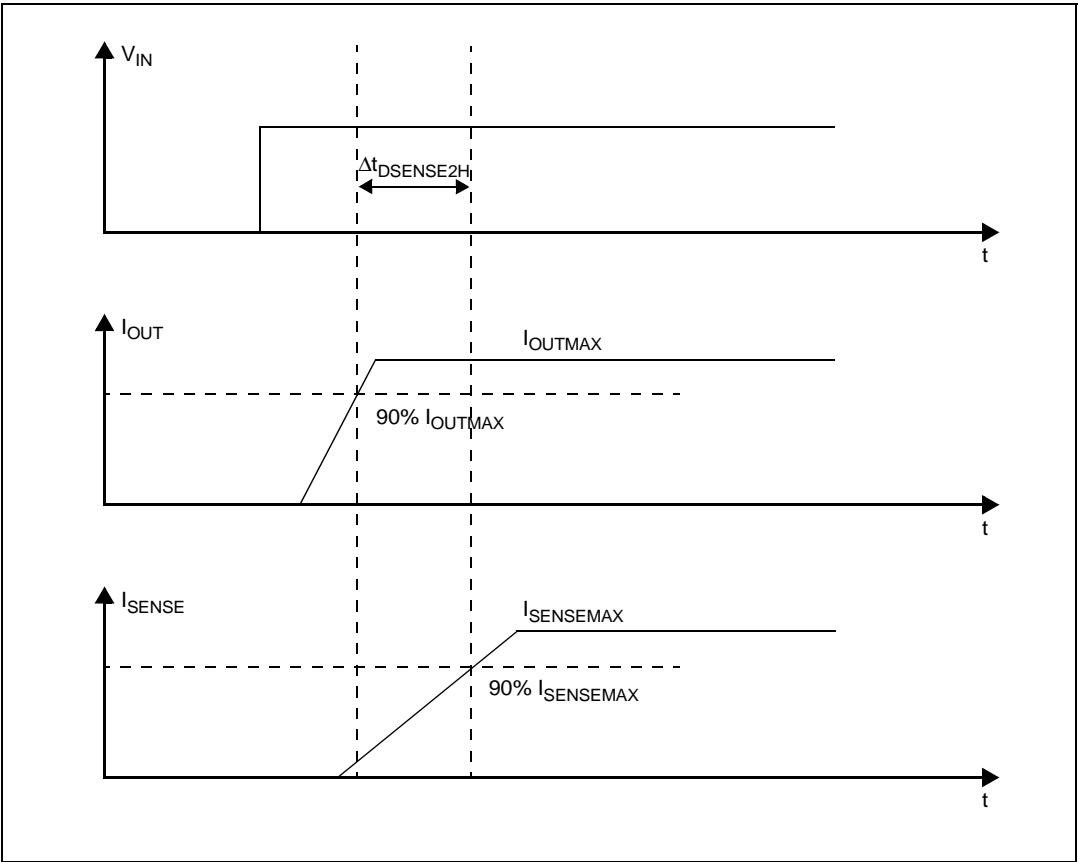 VIN
ΔtDSENSE2H
t
IOUT
IOUTMAX
90% IOUTMAX
t
ISENSE
ISENSEMAX
90% ISENSEMAX
t